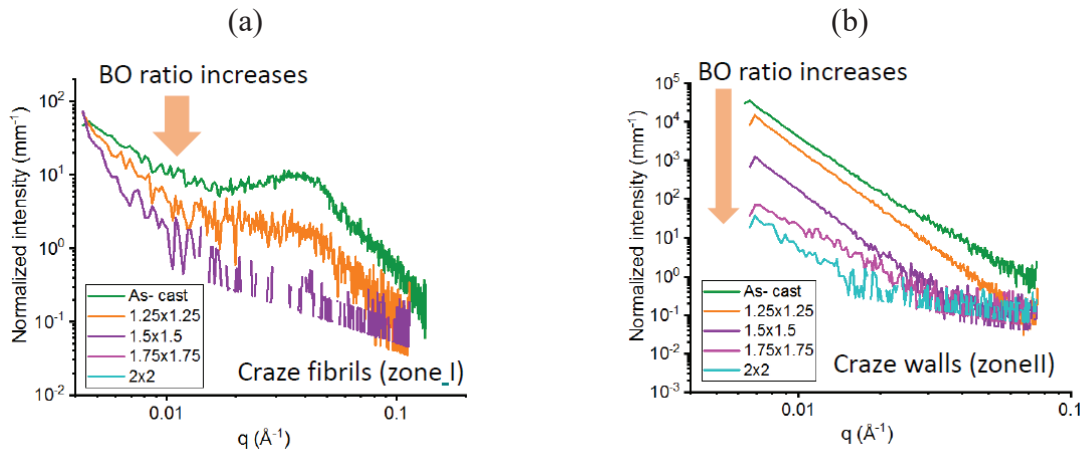 (a)
BO ratio increases
Normalized intensity (mm⁻¹)
10²
10¹
10⁰
10⁻¹
10⁻²
As- cast
1.25x1.25
1.5x1.5
1.75x1.75
2x2
Craze fibrils (zone_I)
0.01
0.1
q (Å⁻¹)
(a)
(b)
BO ratio increases
Normalized intensity (mm⁻¹)
10⁵
10⁴
10³
10²
10¹
10⁰
10⁻¹
10⁻²
10⁻³
As- cast
1.25x1.25
1.5x1.5
1.75x1.75
2x2
Craze walls (zoneII)
0.01
0.1
q (Å⁻¹)
(b)